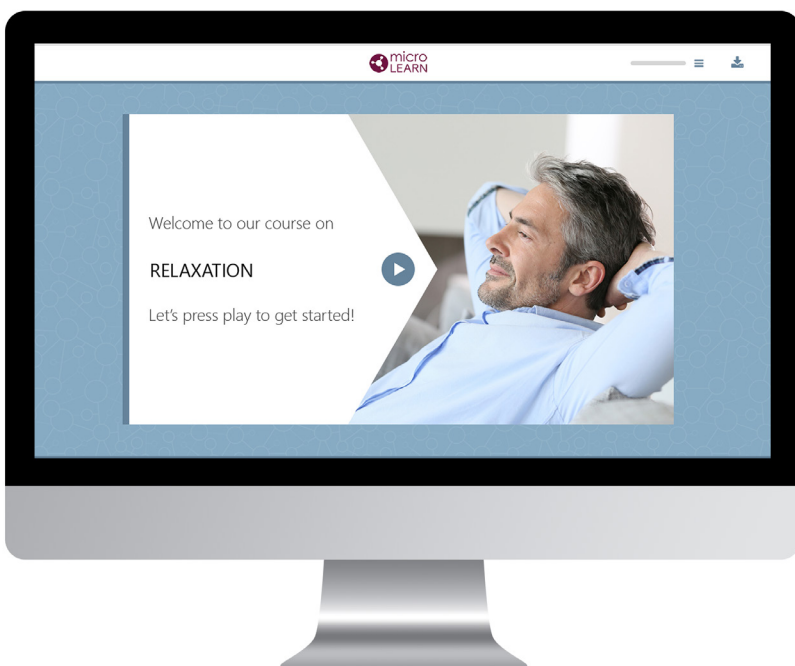 micro
LEARN
Welcome to our course on
RELAXATION
Let's press play to get started!